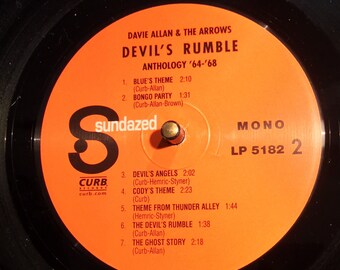 DAVIE ALLAN & THE ARROWS
DEVIL'S RUMBLE
ANTHOLOGY '64-'68
1. BLUE'S THEME 2:10
(Curb-Allan)
2. BONGO PARTY 1:31
(Curb-Allan-Brown)
sundazed
MONO
LP 5182 2
CURB
RECORDS
curb.com
3. DEVIL'S ANGELS 2:02
(Curb-Hemric-Styner)
4. CODY'S THEME 2:23
(Curb)
5. THEME FROM THUNDER ALLEY 1:44
(Hemric-Styner)
6. THE DEVIL'S RUMBLE 1:38
(Curb-Allan)
7. THE GHOST STORY 2:18
(Curb-Allan)